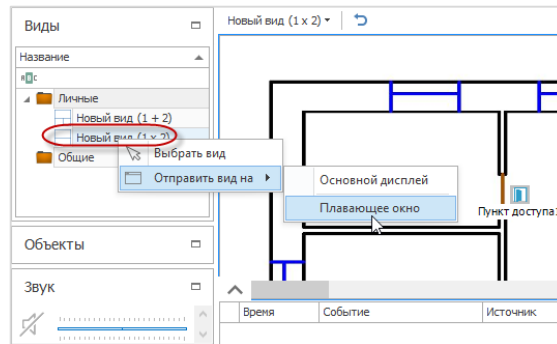 Виды
Новый вид (1 x 2)
Название
Личные
Новый вид (1 + 2)
Новый вид (1 x 2)
Общие
Выбрать вид
Отправить вид на
Основной дисплей
Плавающее окно
Пункт доступа
Объекты
Звук
Время
Событие
Источник